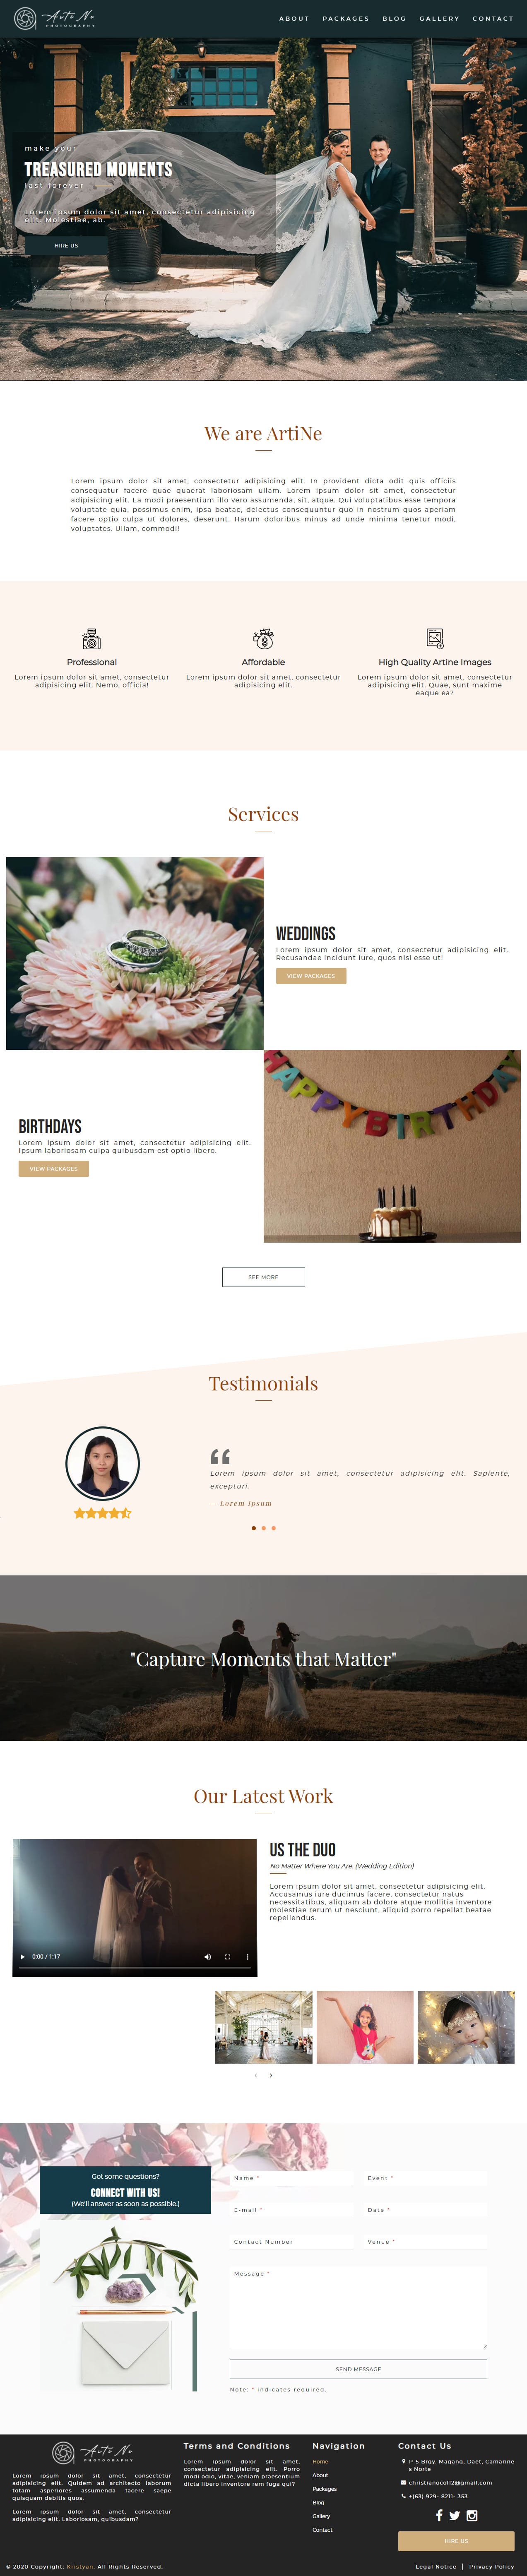 Arti Ne
PHOTOGRAPHY
ABOUT PACKAGES BLOG GALLERY CONTACT
make your
TREASURED MOMENTS
last forever
Lorem ipsum dolor sit amet, consectetur adipisicing
elit. Molestiae, ab.
HIRE US
We are ArtiNe
Lorem ipsum dolor sit amet, consectetur adipisicing elit. In provident dicta odit quis officiis
consequatur facere quae quaerat laboriosam ullam. Lorem ipsum dolor sit amet, consectetur
adipisicing elit. Ea modi praesentium illo vero assumenda, sit, atque. Qui voluptatibus esse tempora
voluptate quia, possimus enim, ipsa beatae, delectus consequuntur quo in nostrum quos aperiam
facere optio culpa ut dolores, deserunt. Harum doloribus minus ad unde minima tenetur modi,
voluptates. Ullam, commodi!
Professional
Lorem ipsum dolor sit amet, consectetur
adipisicing elit. Nemo, officia!
Affordable
Lorem ipsum dolor sit amet, consectetur
adipisicing elit.
High Quality Artine Images
Lorem ipsum dolor sit amet, consectetur
adipisicing elit. Quae, sunt maxime
eaque ea?
Services
WEDDINGS
Lorem ipsum dolor sit amet, consectetur adipisicing elit.
Recusandae incidunt iure, quos nisi esse ut!
VIEW PACKAGES
HAPPY BIRTHDAY
BIRTHDAYS
Lorem ipsum dolor sit amet, consectetur adipisicing elit.
Ipsum laboriosam culpa quibusdam est optio libero.
VIEW PACKAGES
SEE MORE
Testimonials
“
Lorem ipsum dolor sit amet, consectetur adipisicing elit. Sapiente,
excepturi.
— Lorem Ipsum
"Capture Moments that Matter"
Our Latest Work
0:00 / 1:17
US THE DUO
No Matter Where You Are. (Wedding Edition)
Lorem ipsum dolor sit amet, consectetur adipisicing elit.
Accusamus iure ducimus facere, consectetur natus
necessitatibus, aliquam ab dolore atque mollitia inventore
molestiae rerum ut nesciunt, aliquid porro repellat beatae
repellendus.
‹ ›
Got some questions?
CONNECT WITH US!
(We'll answer as soon as possible.)
Name * Event *
E-mail * Date *
Contact Number Venue *
Message *
SEND MESSAGE
Note: * indicates required.
Arti Ne
PHOTOGRAPHY
Lorem ipsum dolor sit amet, consectetur
adipisicing elit. Quidem ad architecto laborum
totam asperiores assumenda facere saepe
quisquam debitis quos.
Lorem ipsum dolor sit amet, consectetur
adipisicing elit. Laboriosam, quibusdam?
Terms and Conditions
Lorem ipsum dolor sit amet,
consectetur adipisicing elit. Porro
modi odio, vitae, veniam praesentium
dicta libero inventore rem fuga qui?
Navigation
Home
About
Packages
Blog
Gallery
Contact
Contact Us
P-5 Brgy. Magang, Daet, Camarine
s Norte
christianocol12@gmail.com
+(63) 929- 8211- 353
HIRE US
© 2020 Copyright: Kristyan. All Rights Reserved.
Legal Notice | Privacy Policy